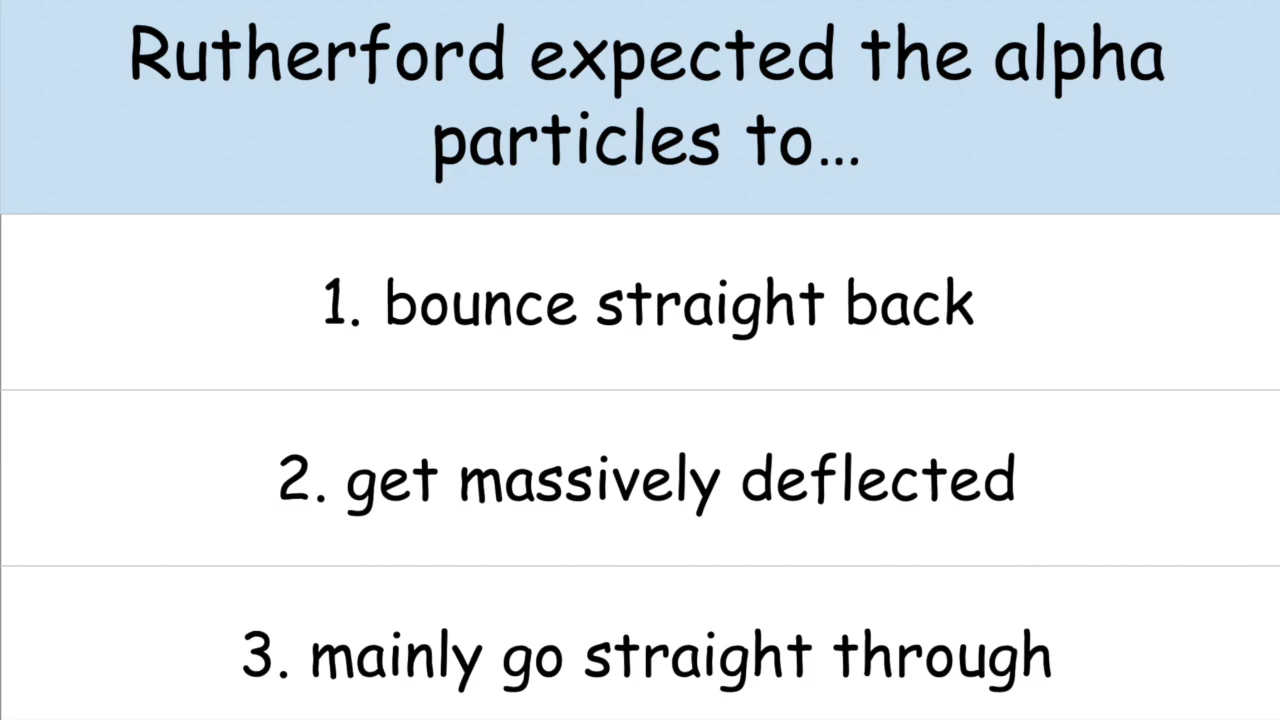 Rutherford expected the alpha
particles to...
1. bounce straight back
2. get massively deflected
3. mainly go straight through